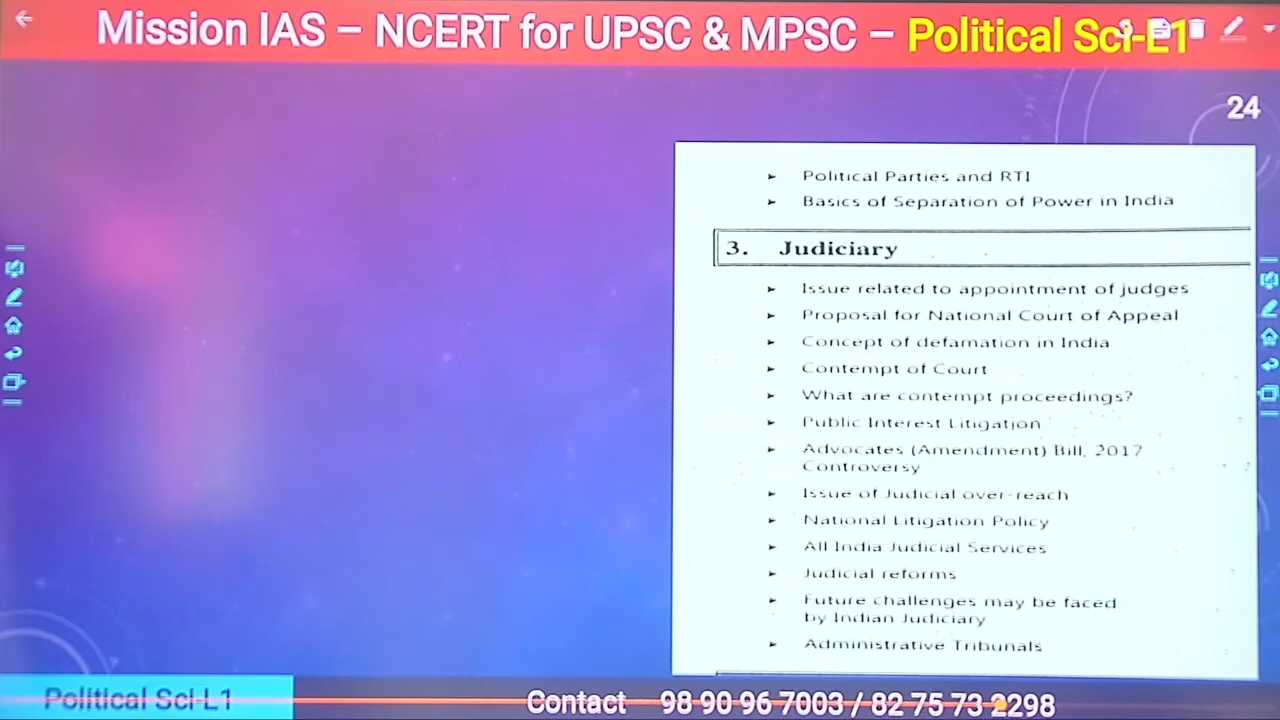 Mission IAS – NCERT for UPSC & MPSC – Political Sci-L1
24
➤ Political Parties and RTI
➤ Basics of Separation of Power in India
3. Judiciary
➤ Issue related to appointment of judges
➤ Proposal for National Court of Appeal
➤ Concept of defamation in India
➤ Contempt of Court
➤ What are contempt proceedings?
➤ Public Interest Litigation
➤ Advocates (Amendment) Bill, 2017
Controversy
➤ Issue of Judicial over-reach
➤ National Litigation Policy
➤ All India Judicial Services
➤ Judicial reforms
➤ Future challenges may be faced
by Indian Judiciary
➤ Administrative Tribunals
Political Sci-L1
Contact – 98 90 96 7003 / 82 75 73 2298